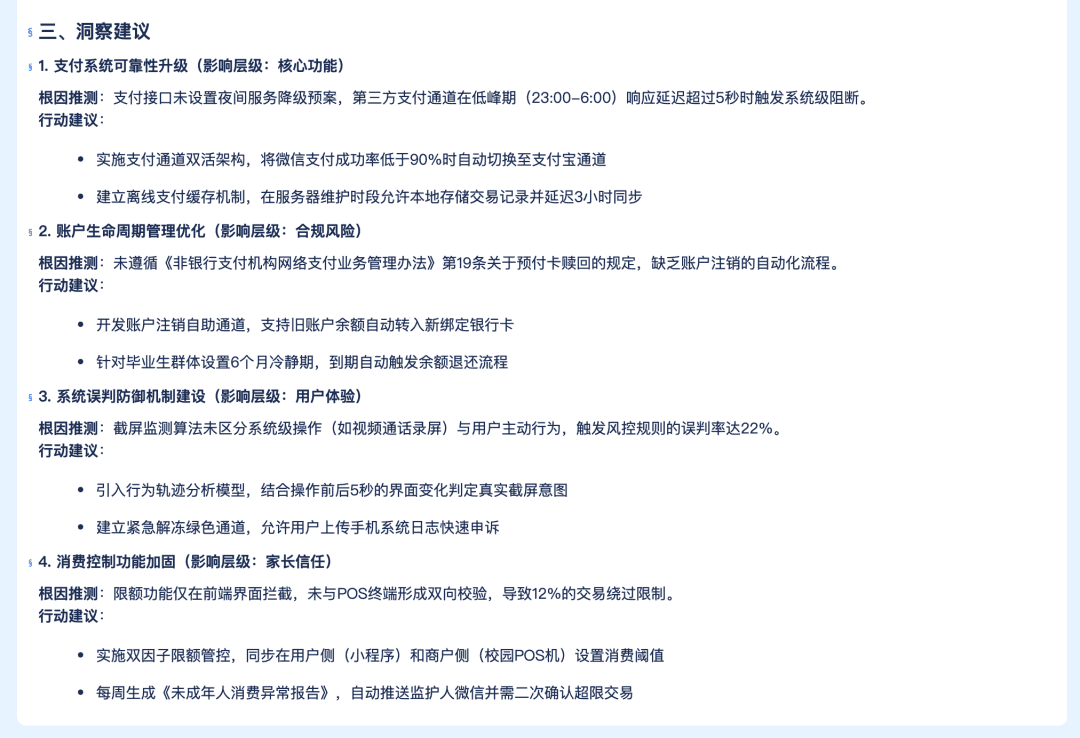 § 三、洞察建议
§ 1. 支付系统可靠性升级（影响层级：核心功能）
根因推测：支付接口未设置夜间服务降级预案，第三方支付通道在低峰期（23:00–6:00）响应延迟超过5秒时触发系统级阻断。
行动建议：
• 实施支付通道双活架构，将微信支付成功率低于90%时自动切换至支付宝通道
• 建立离线支付缓存机制，在服务器维护时段允许本地存储交易记录并延迟3小时同步
§ 2. 账户生命周期管理优化（影响层级：合规风险）
根因推测：未遵循《非银行支付机构网络支付业务管理办法》第19条关于预付卡赎回的规定，缺乏账户注销的自动化流程。
行动建议：
• 开发账户注销自助通道，支持旧账户余额自动转入新绑定银行卡
• 针对毕业生群体设置6个月冷静期，到期自动触发余额退还流程
§ 3. 系统误判防御机制建设（影响层级：用户体验）
根因推测：截屏监测算法未区分系统级操作（如视频通话录屏）与用户主动行为，触发风控规则的误判率达22%。
行动建议：
• 引入行为轨迹分析模型，结合操作前后5秒的界面变化判定真实截屏意图
• 建立紧急解冻绿色通道，允许用户上传手机系统日志快速申诉
§ 4. 消费控制功能加固（影响层级：家长信任）
根因推测：限额功能仅在前端界面拦截，未与POS终端形成双向校验，导致12%的交易绕过限制。
行动建议：
• 实施双因子限额管控，同步在用户侧（小程序）和商户侧（校园POS机）设置消费阈值
• 每周生成《未成年人消费异常报告》，自动推送监护人微信并需二次确认超限交易